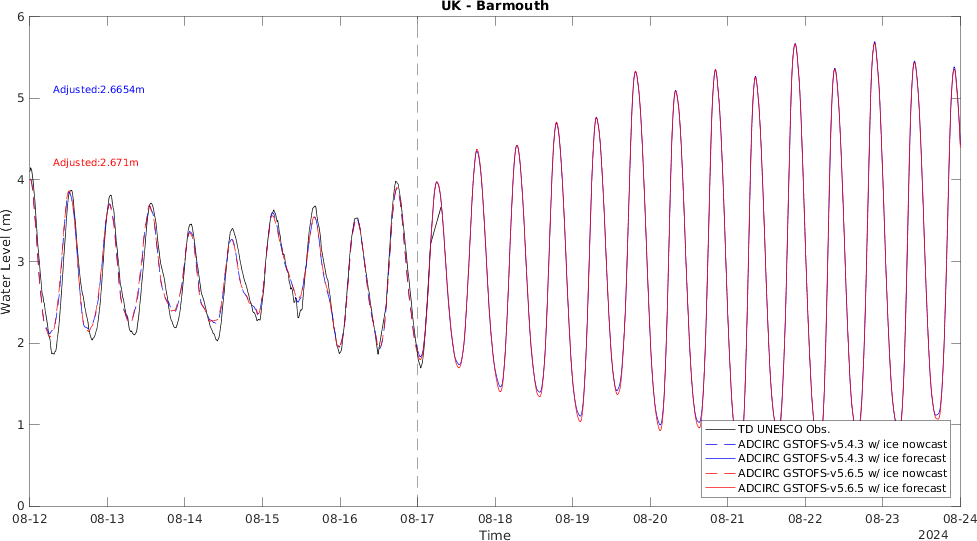 UK - Barmouth
6
5
4
3
2
1
0
Water Level (m)
Adjusted:2.6654m
Adjusted:2.671m
TD UNESCO Obs.
ADCIRC GSTOFS-v5.4.3 w/ ice nowcast
ADCIRC GSTOFS-v5.4.3 w/ ice forecast
ADCIRC GSTOFS-v5.6.5 w/ ice nowcast
ADCIRC GSTOFS-v5.6.5 w/ ice forecast
08-12 08-13 08-14 08-15 08-16 08-17 08-18 08-19 08-20 08-21 08-22 08-23 08-24
Time
2024